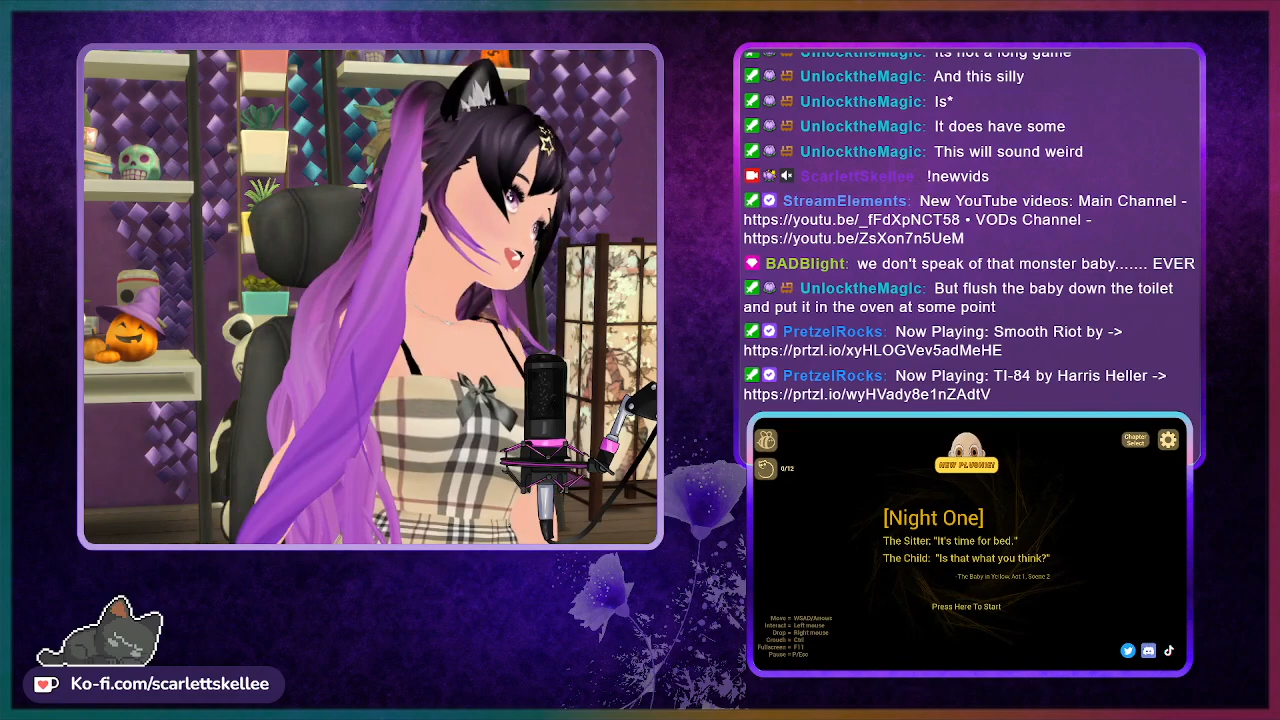 UnlocktheMagic: Its not a long game
UnlocktheMagic: And this silly
UnlocktheMagic: Is*
UnlocktheMagic: It does have some
UnlocktheMagic: This will sound weird
ScarlettSkellee: !newvids
StreamElements: New YouTube videos: Main Channel -
https://youtu.be/_fFdXpNCT58 • VODs Channel -
https://youtu.be/ZsXon7n5UeM
BADBlight: we don't speak of that monster baby....... EVER
UnlocktheMagic: But flush the baby down the toilet
and put it in the oven at some point
PretzelRocks: Now Playing: Smooth Riot by ->
https://prtzl.io/xyHLOGVev5adMeHE
PretzelRocks: Now Playing: TI-84 by Harris Heller ->
https://prtzl.io/wyHVady8e1nZAdtV
Chapter
Select
NEW PLUSHIE!
0/12
[Night One]
The Sitter: "It's time for bed."
The Child: "Is that what you think?"
-The Baby in Yellow, Act 1, Scene 2
Press Here To Start
Move = WSAD/Arrows
Interact = Left mouse
Drop = Right mouse
Crouch = Ctrl
Fullscreen = F11
Pause = P/Esc
Ko-fi.com/scarlettskellee